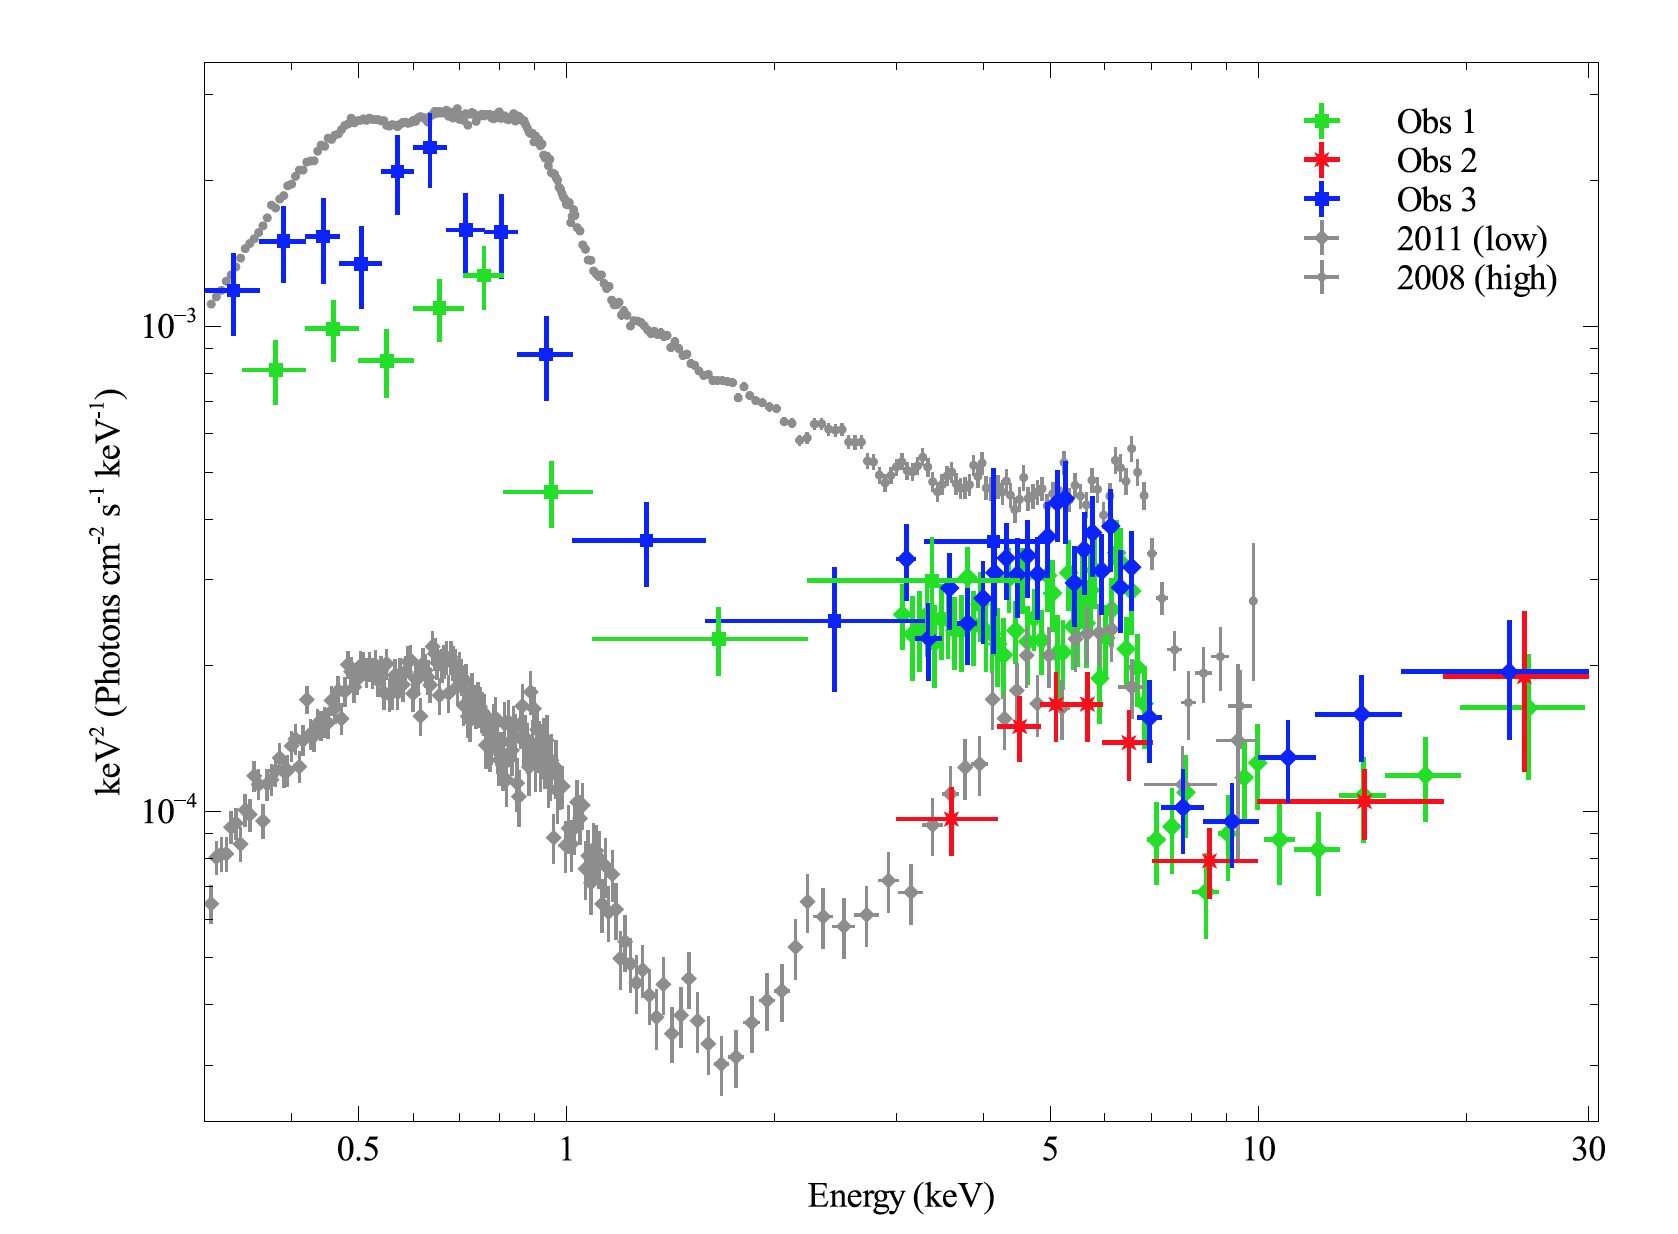 Obs 1
Obs 2
Obs 3
2011 (low)
2008 (high)
10⁻³
10⁻⁴
keV² (Photons cm⁻² s⁻¹ keV⁻¹)
0.5 1 5 10 30
Energy (keV)